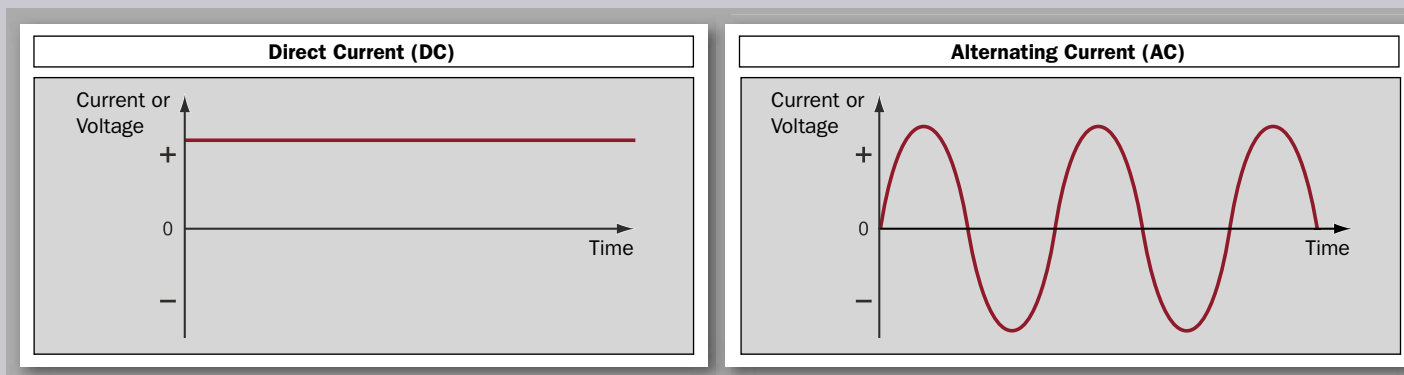 Direct Current (DC)
Current or
Voltage
+
0
−
Time
Alternating Current (AC)
Current or
Voltage
+
0
−
Time